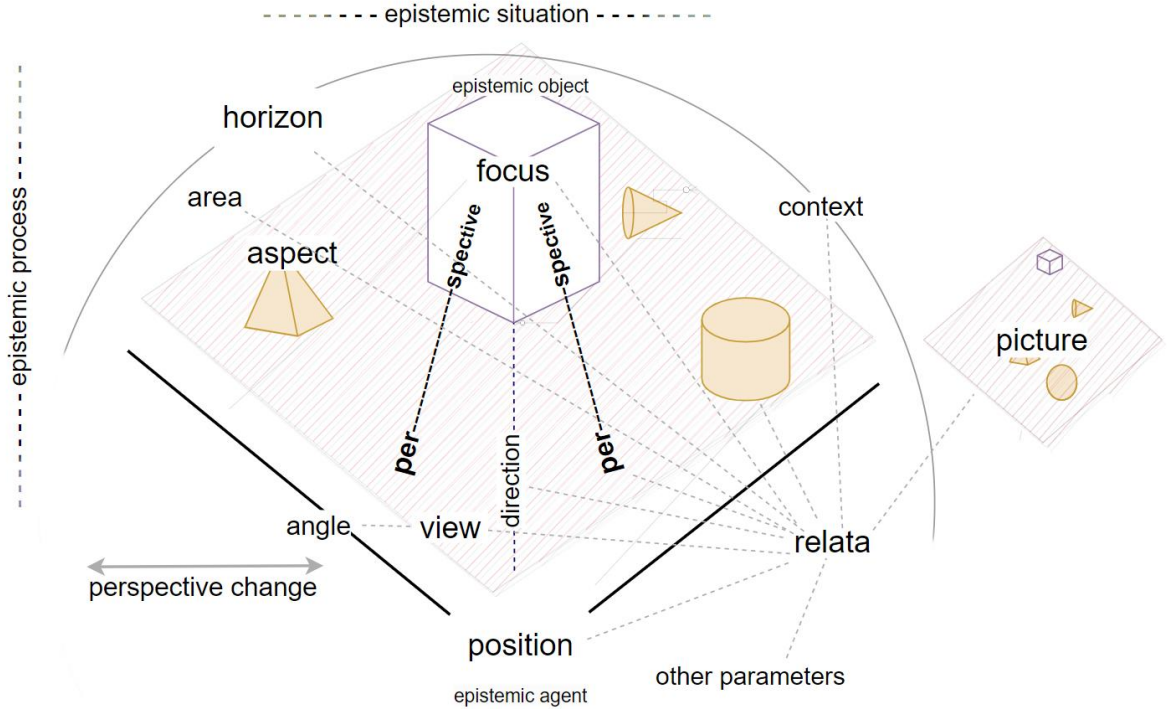 epistemic situation
epistemic object
horizon
focus
area
context
aspect
spective
spective
epistemic process
picture
per
per
direction
angle
view
relata
perspective change
position
other parameters
epistemic agent